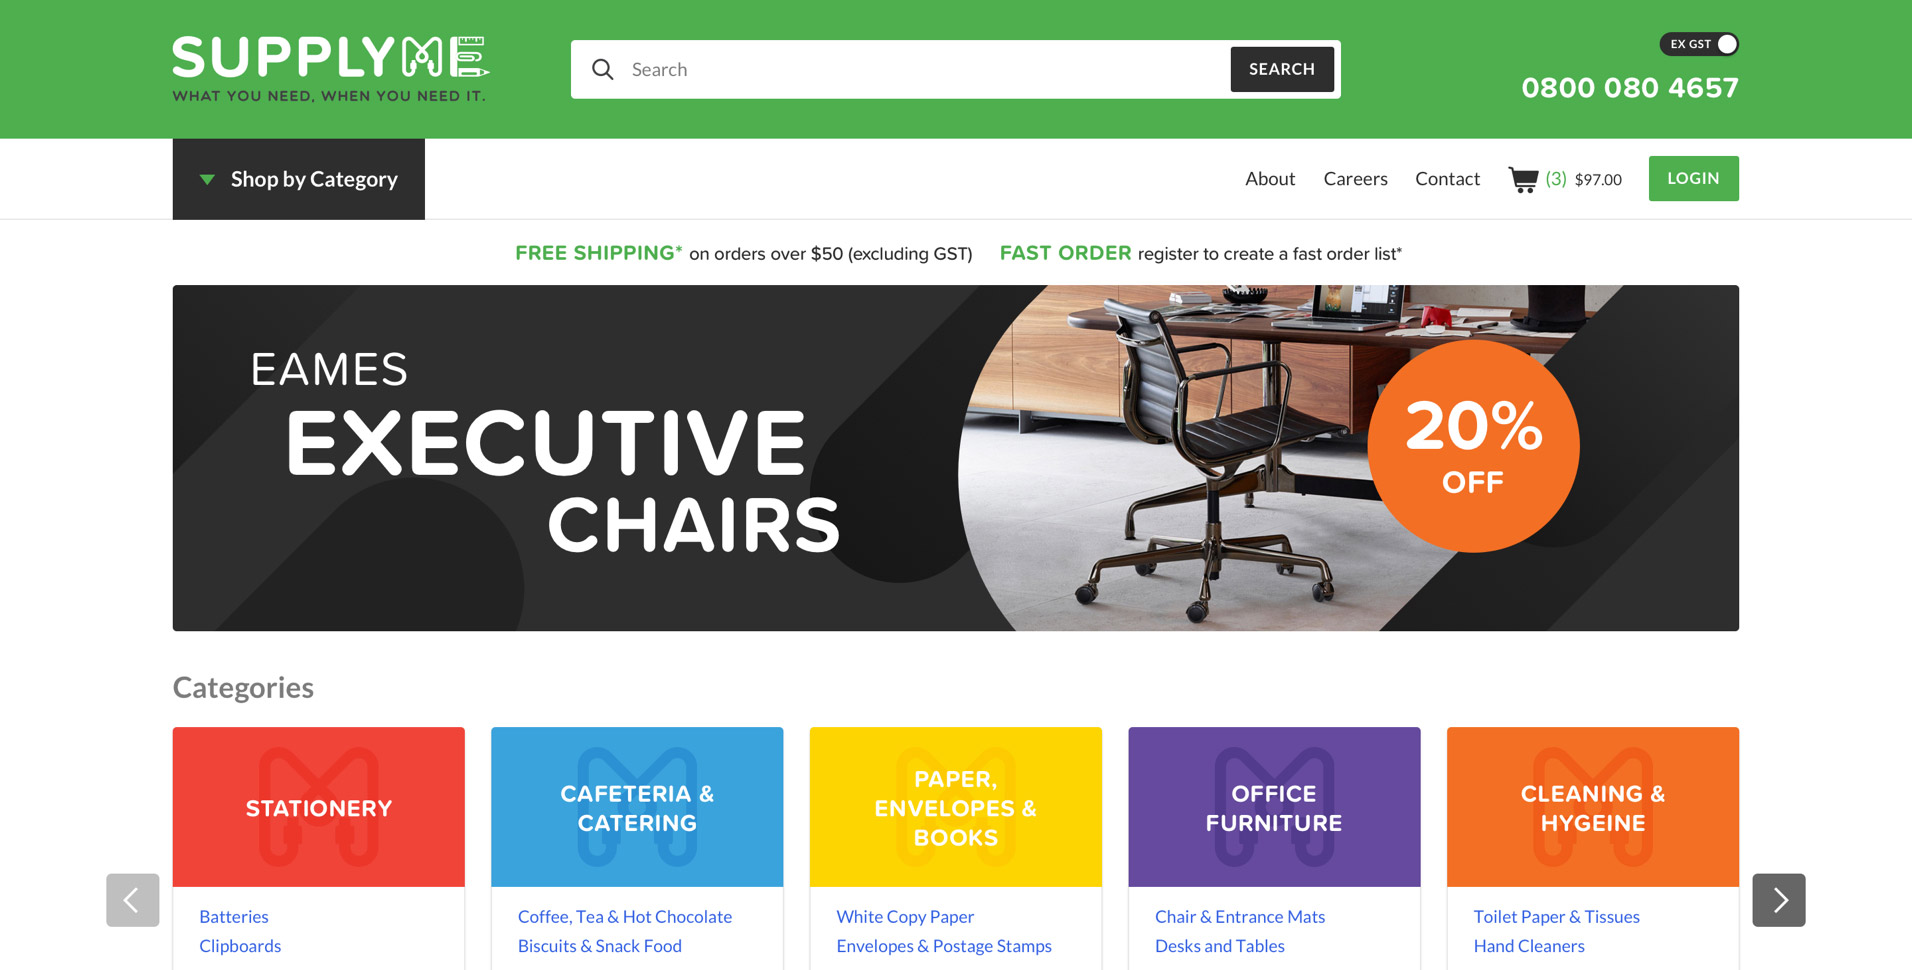 SUPPLYME
WHAT YOU NEED, WHEN YOU NEED IT.
Search
SEARCH
EX GST
0800 080 4657
Shop by Category
About
Careers
Contact
(3) $97.00
LOGIN
FREE SHIPPING* on orders over $50 (excluding GST)
FAST ORDER register to create a fast order list*
EAMES
EXECUTIVE
CHAIRS
20%
OFF
Categories
STATIONERY
Batteries
Clipboards
CAFETERIA &
CATERING
Coffee, Tea & Hot Chocolate
Biscuits & Snack Food
PAPER,
ENVELOPES &
BOOKS
White Copy Paper
Envelopes & Postage Stamps
OFFICE
FURNITURE
Chair & Entrance Mats
Desks and Tables
CLEANING &
HYGEINE
Toilet Paper & Tissues
Hand Cleaners